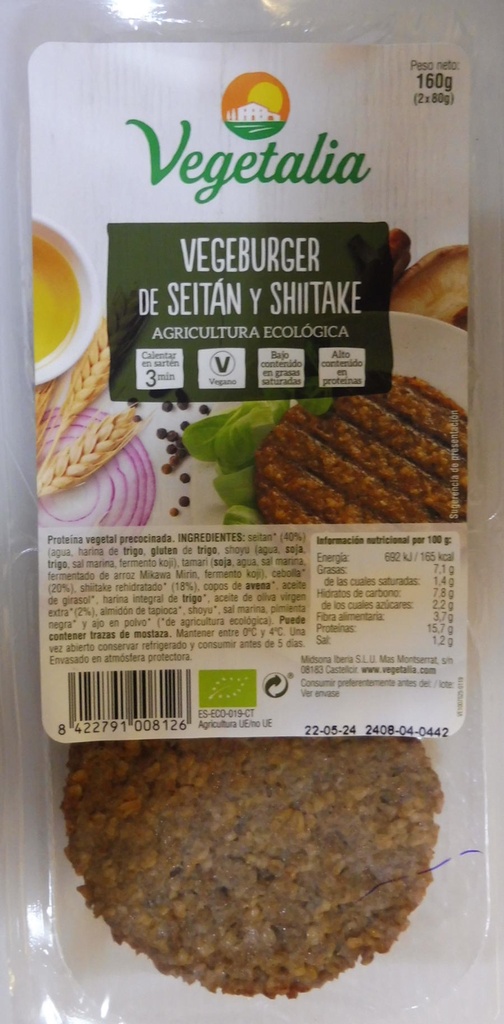 Peso neto:
160g
(2x80g)
Vegetalia
VEGEBURGER
DE SEITÁN Y SHIITAKE
AGRICULTURA ECOLÓGICA
Calentar
en sartén
3 min
V
Vegano
Bajo
contenido
en grasas
saturadas
Alto
contenido
en
proteínas
Sugerencia de presentación
Proteína vegetal precocinada. INGREDIENTES: seitan* (40%)
(agua, harina de trigo, gluten de trigo, shoyu (agua, soja,
trigo, sal marina, fermento koji), tamari (soja, agua, sal marina,
fermentado de arroz Mikawa Mirin, fermento koji), cebolla*
(20%), shiitake rehidratado* (18%), copos de avena*, aceite
de girasol*, harina integral de trigo*, aceite de oliva virgen
extra* (2%), almidón de tapioca*, shoyu*, sal marina, pimienta
negra* y ajo en polvo* (*de agricultura ecológica). Puede
contener trazas de mostaza. Mantener entre 0ºC y 4ºC. Una
vez abierto conservar refrigerado y consumir antes de 5 días.
Envasado en atmósfera protectora.
Información nutricional por 100 g:
Energía: 692 kJ / 165 kcal
Grasas: 7,1 g
de las cuales saturadas: 1,4 g
Hidratos de carbono: 7,8 g
de los cuales azúcares: 2,2 g
Fibra alimentaria: 3,7 g
Proteínas: 15,7 g
Sal: 1,2 g
Midsona Iberia S.L.U. Mas Montserrat, s/n
08183 Castellcir. www.vegetalia.com
Consumir preferentemente antes del: / lote:
Ver envase
8 422791 008126
ES-ECO-019-CT
Agricultura UE/no UE
22-05-24 2408-04-0442